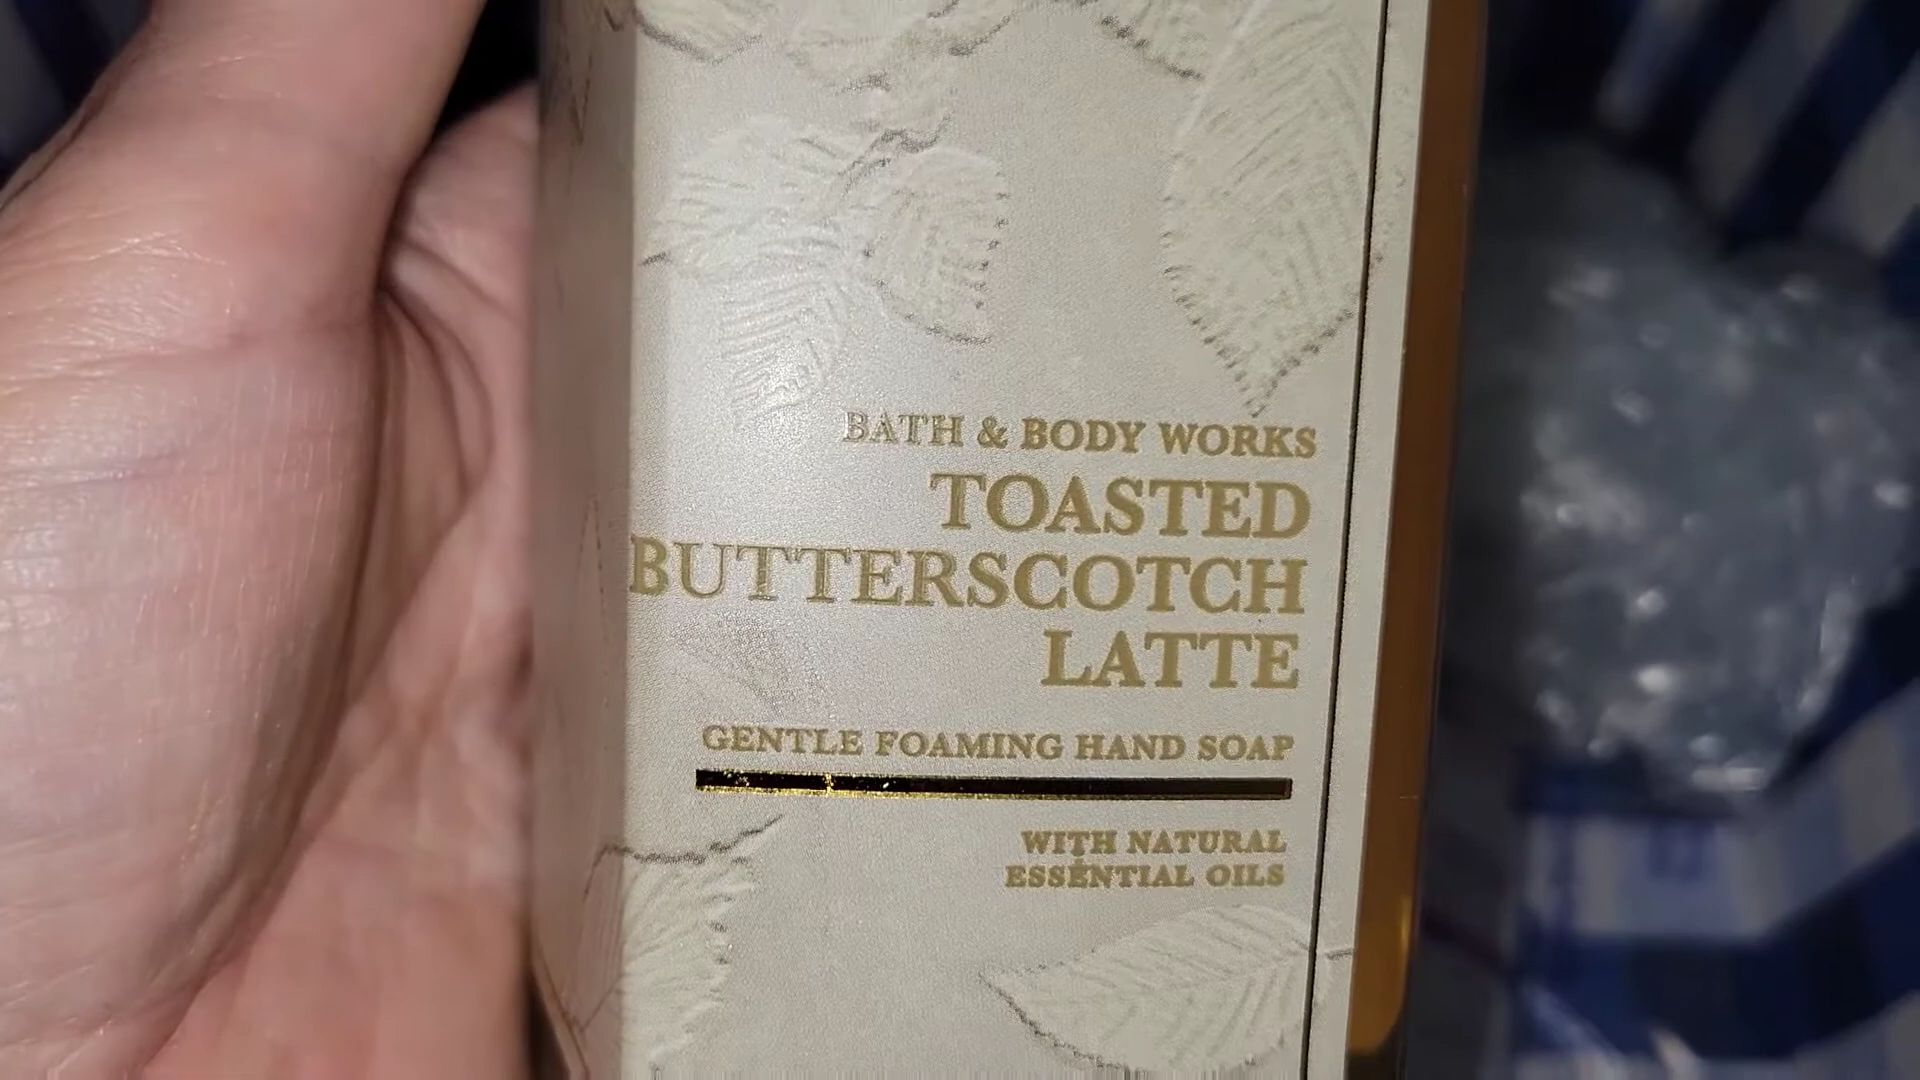 BATH & BODY WORKS
TOASTED
BUTTERSCOTCH
LATTE
GENTLE FOAMING HAND SOAP
WITH NATURAL
ESSENTIAL OILS